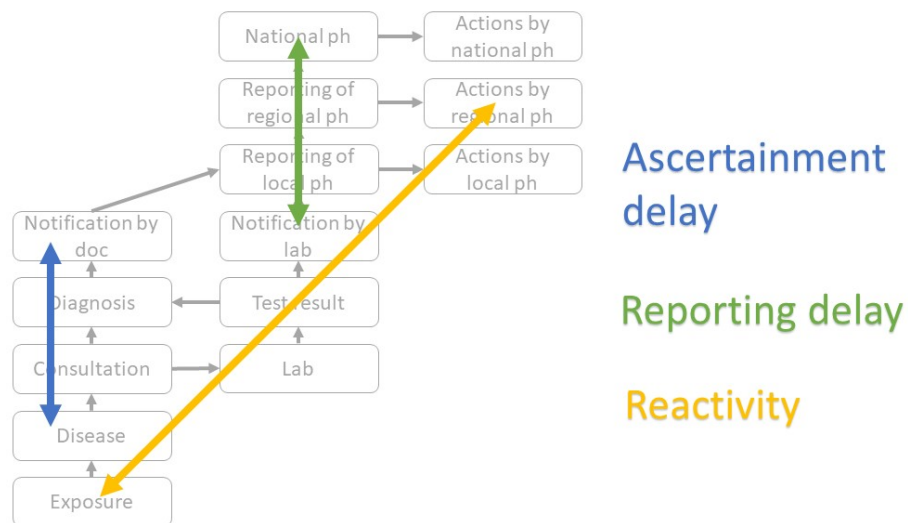 National ph
Actions by
national ph
Reporting of
regional ph
Actions by
regional ph
Reporting of
local ph
Actions by
local ph
Notification by
doc
Notification by
lab
Diagnosis
Test result
Consultation
Lab
Disease
Exposure
Ascertainment
delay
Reporting delay
Reactivity